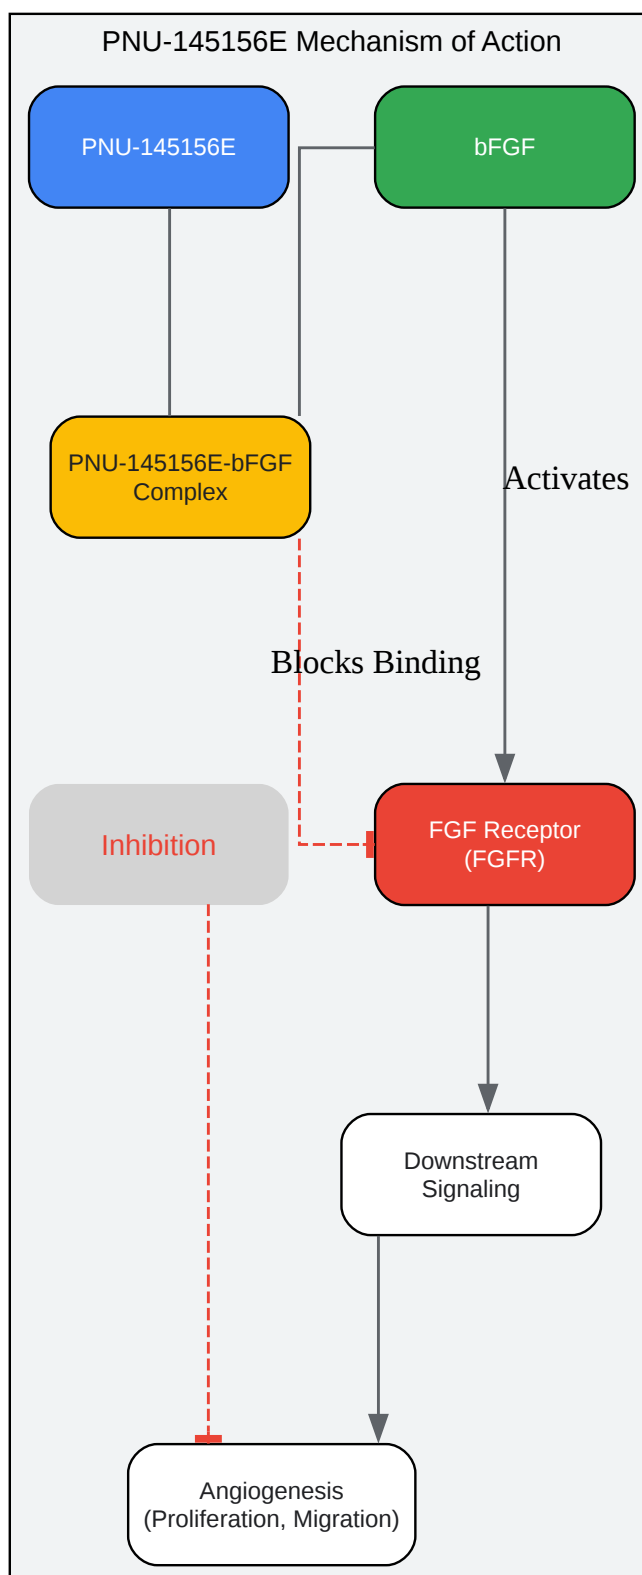 PNU-145156E Mechanism of Action
PNU-145156E
bFGF
PNU-145156E-bFGF
Complex
Activates
Blocks Binding
Inhibition
FGF Receptor
(FGFR)
Downstream
Signaling
Angiogenesis
(Proliferation, Migration)